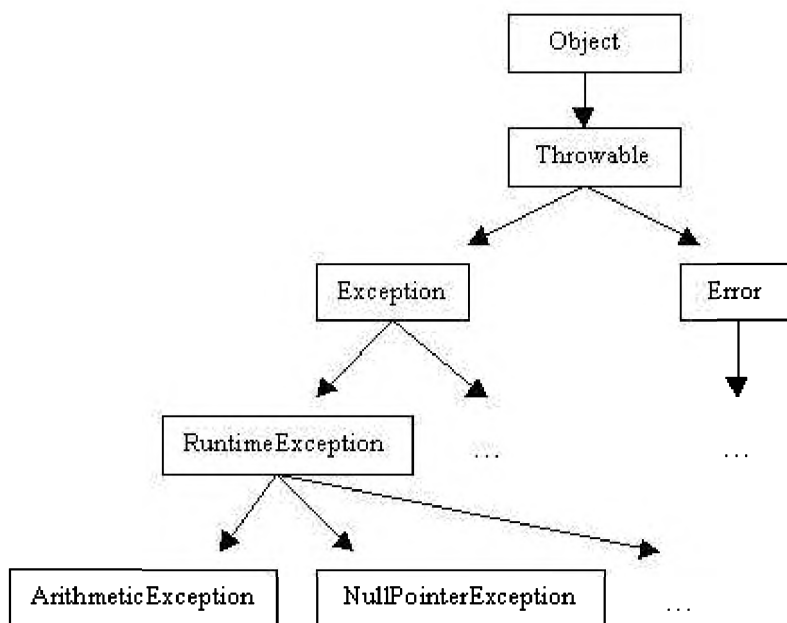 Object
Throwable
Exception
Error
RuntimeException
...
...
ArithmeticException
NullPointerException
...